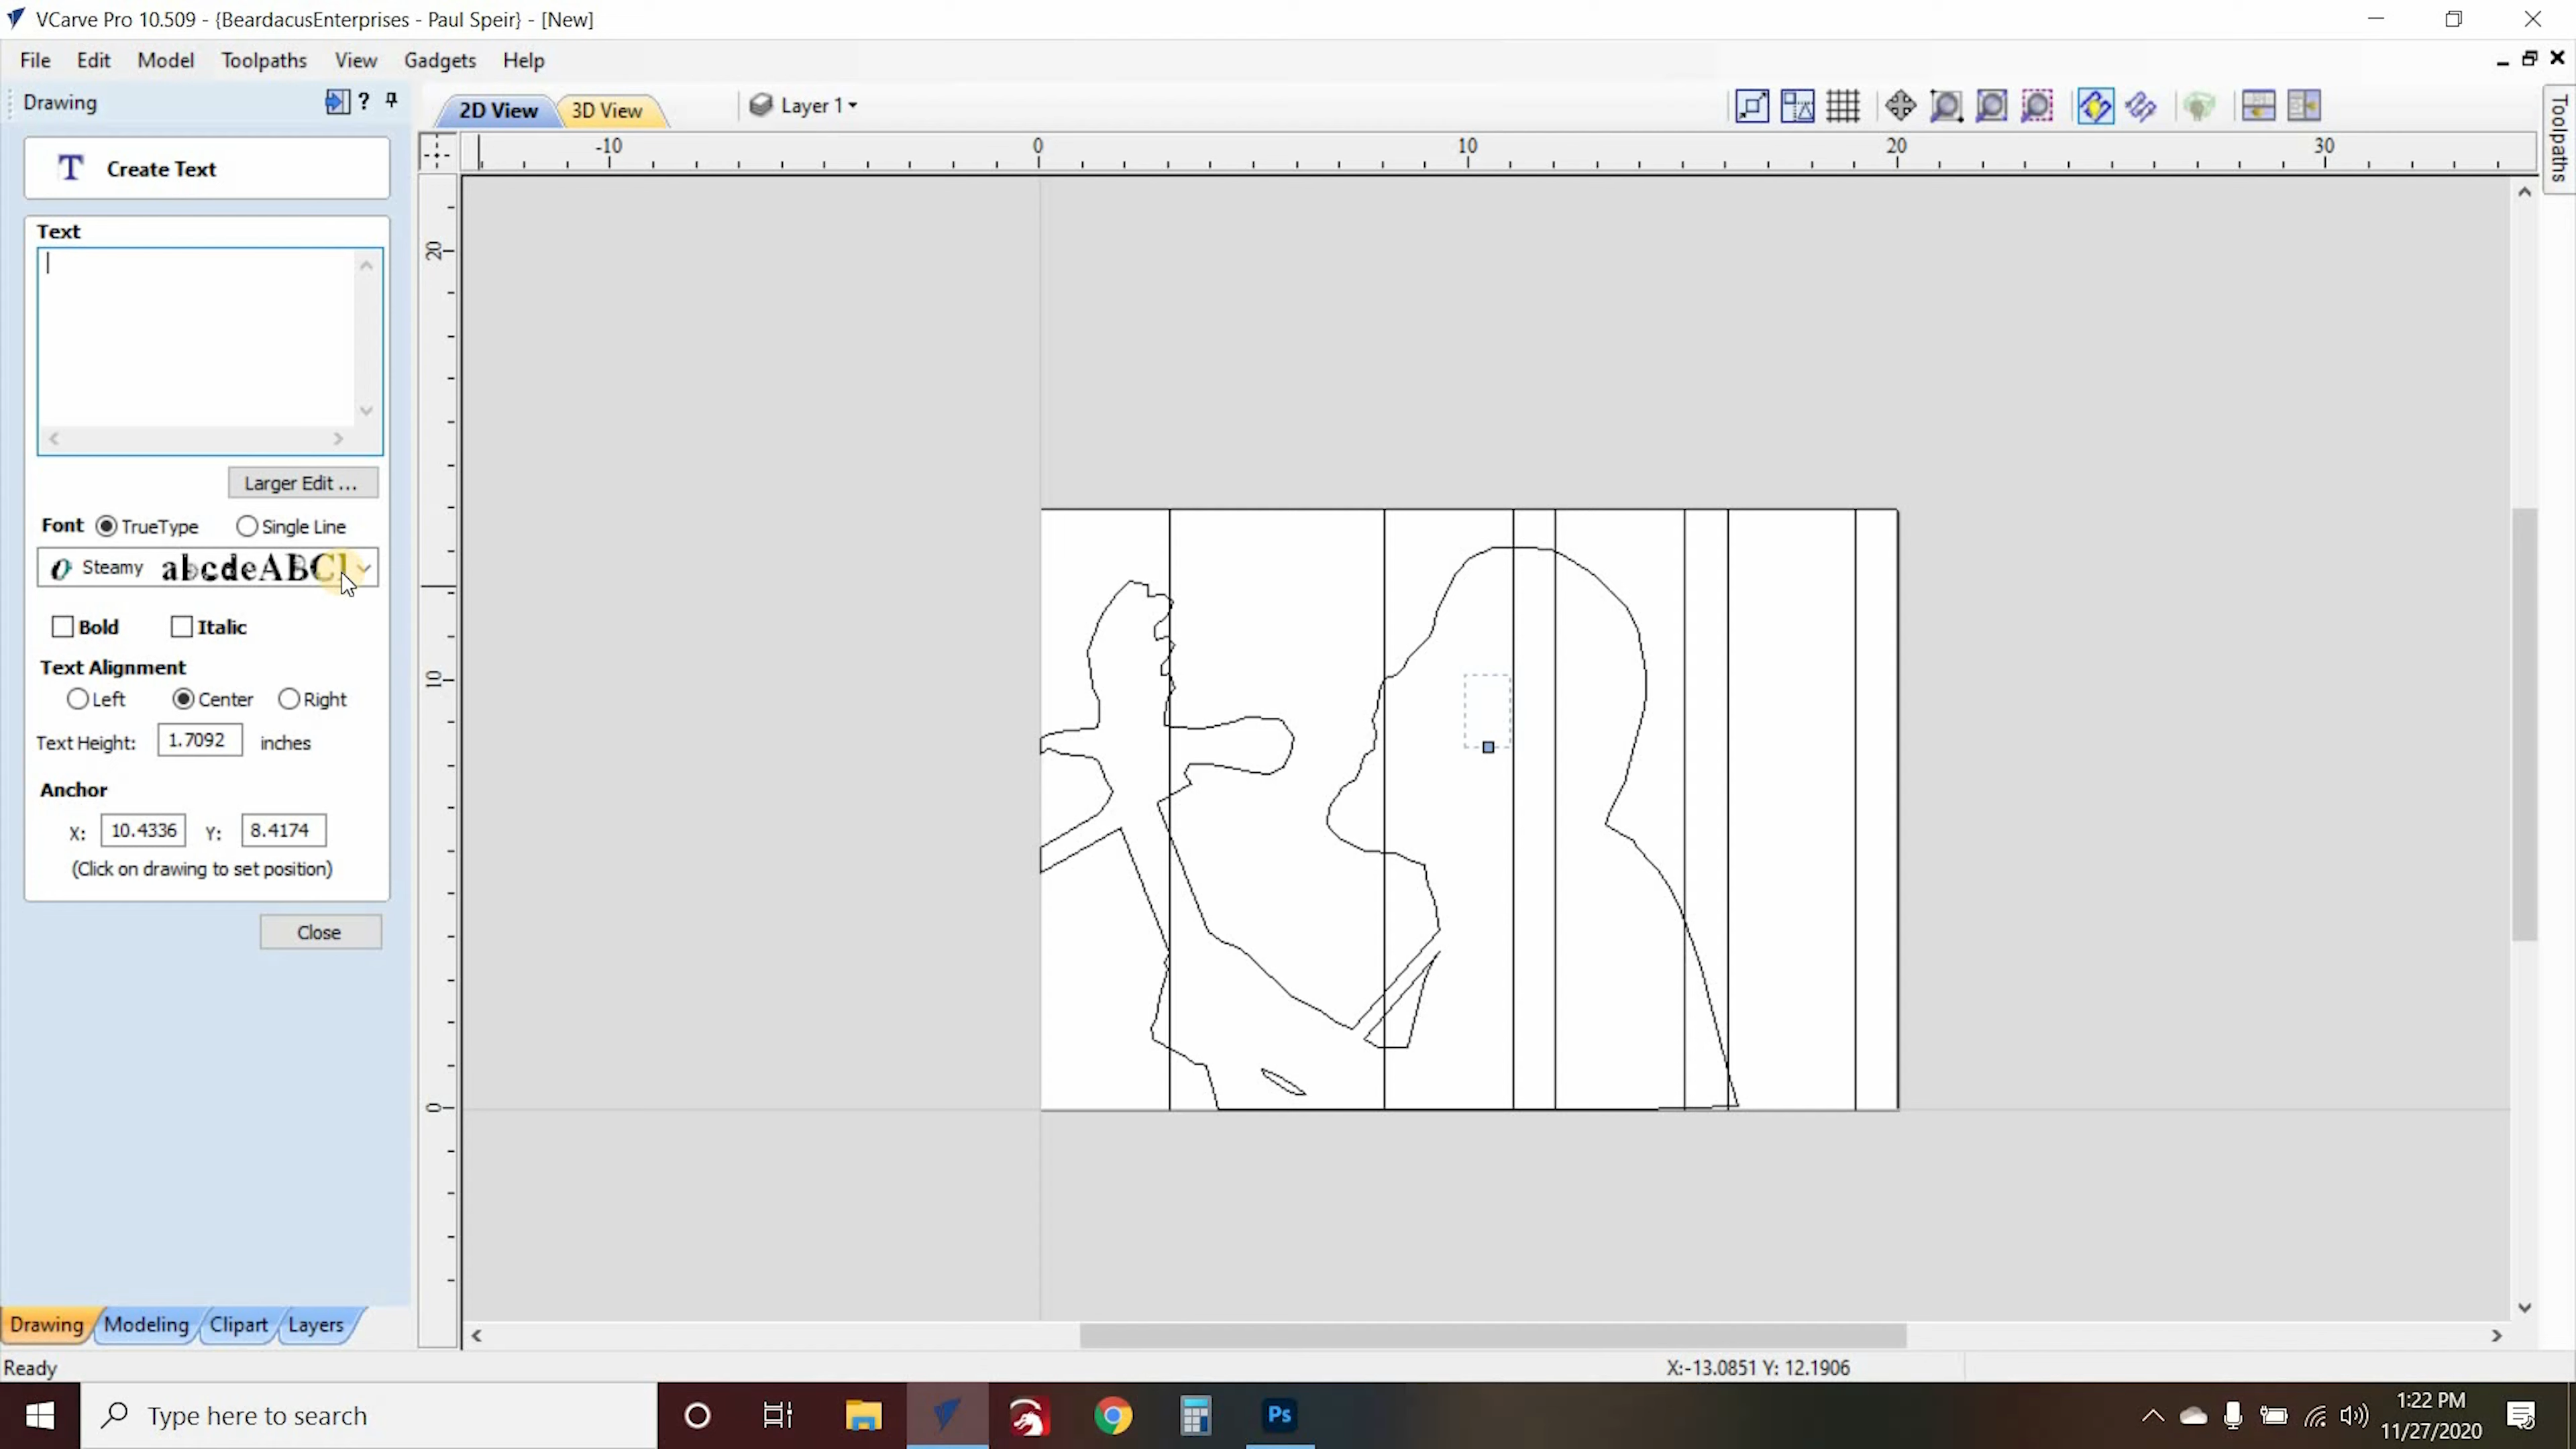 VCarve Pro 10.509 - {BeardacusEnterprises - Paul Speir} - [New]
File Edit Model Toolpaths View Gadgets Help
Drawing ?
2D View 3D View Layer 1
Toolpaths
-10 0 10 20 30
Create Text
Text
20
Larger Edit ...
Font TrueType Single Line
O Steamy abcdeABC
Bold Italic
Text Alignment
Left Center Right
10
Text Height: 1.7092 inches
Anchor
X: 10.4336 Y: 8.4174
(Click on drawing to set position)
Close
0
Drawing Modeling Clipart Layers
Ready
X:-13.0851 Y: 12.1906
Type here to search
Ps
1:22 PM
11/27/2020